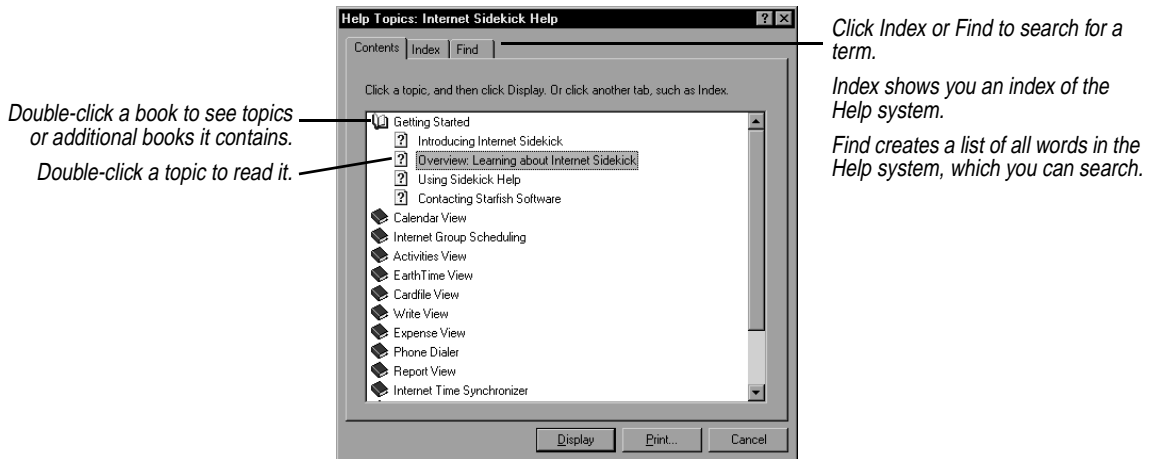 Help Topics: Internet Sidekick Help
Contents Index Find
Click a topic, and then click Display. Or click another tab, such as Index.
Getting Started
Introducing Internet Sidekick
Overview: Learning about Internet Sidekick
Using Sidekick Help
Contacting Starfish Software
Calendar View
Internet Group Scheduling
Activities View
EarthTime View
Cardfile View
Write View
Expense View
Phone Dialer
Report View
Internet Time Synchronizer
Display Print... Cancel
Double-click a book to see topics
or additional books it contains.
Double-click a topic to read it.
Click Index or Find to search for a
term.
Index shows you an index of the
Help system.
Find creates a list of all words in the
Help system, which you can search.